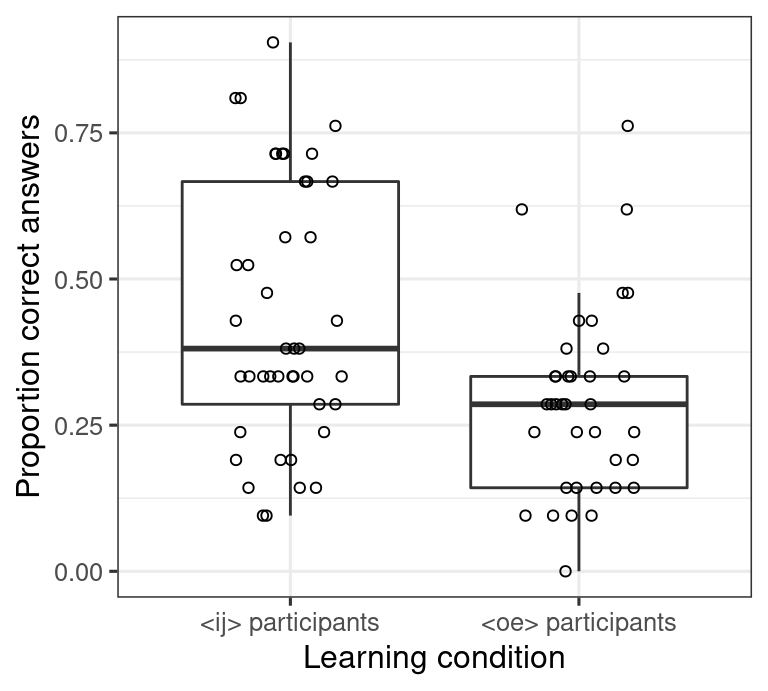 Proportion correct answers
0.75
0.50
0.25
0.00
<ij> participants
<oe> participants
Learning condition